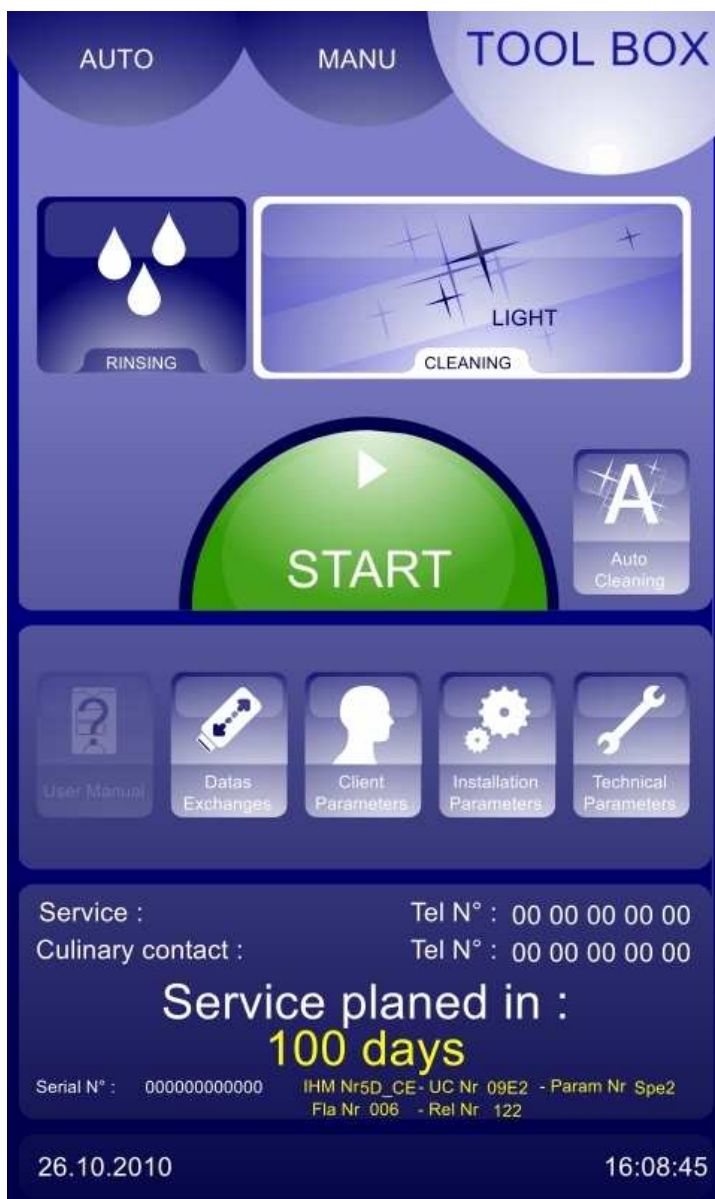 AUTO MANU TOOL BOX
LIGHT
RINSING CLEANING
START
A
Auto
Cleaning
?
User Manual
Datas
Exchanges
Client
Parameters
Installation
Parameters
Technical
Parameters
Service : Tel N° : 00 00 00 00 00
Culinary contact : Tel N° : 00 00 00 00 00
Service planed in :
100 days
Serial N° : 000000000000 IHM Nr5D_CE- UC Nr 09E2 - Param Nr Spe2
Fla Nr 006 - Rel Nr 122
26.10.2010 16:08:45